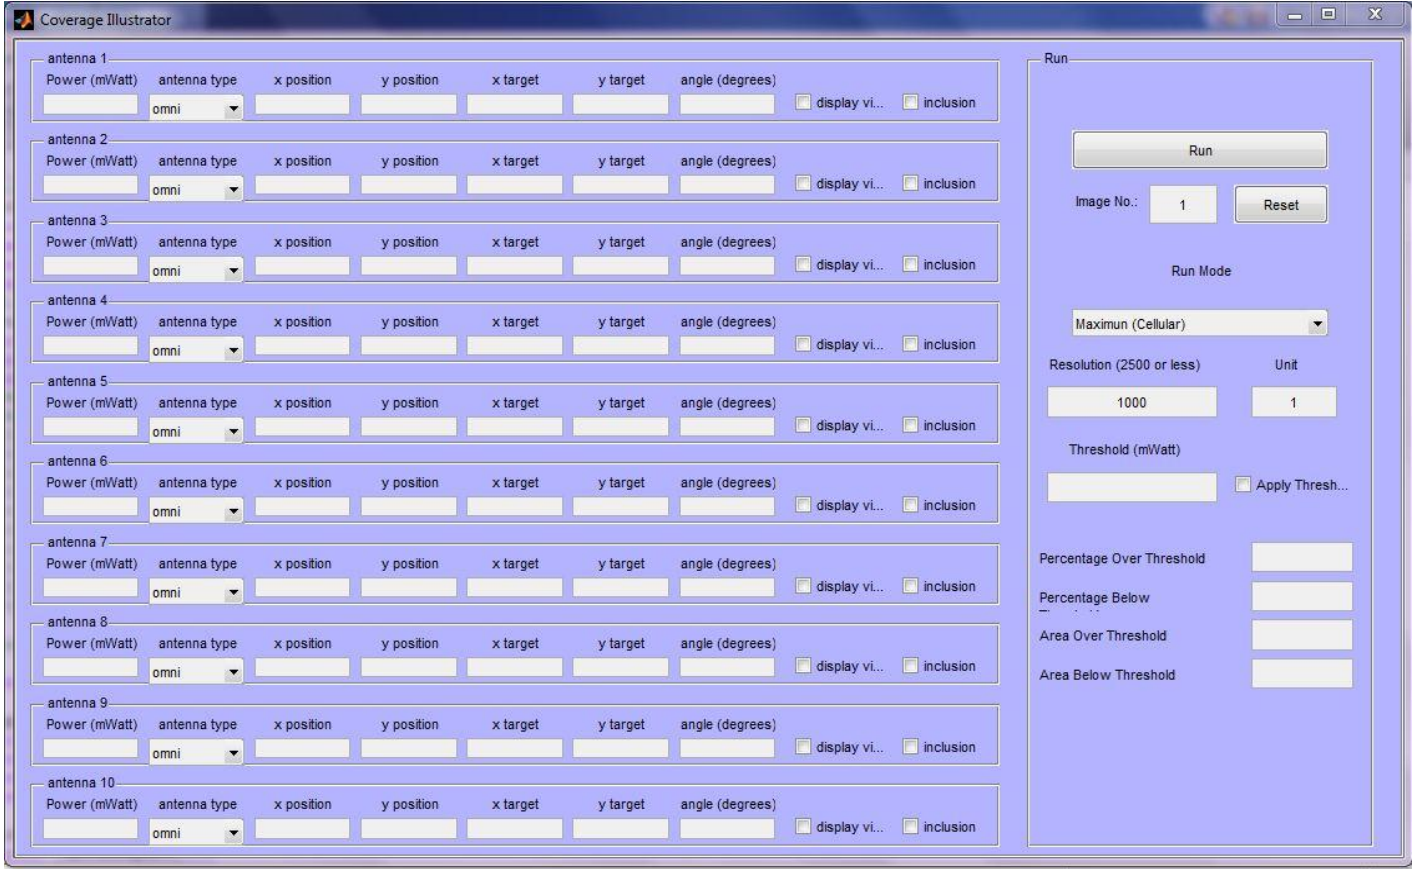 Coverage Illustrator
antenna 1
Power (mWatt) antenna type x position y position x target y target angle (degrees)
omni display vi... inclusion
antenna 2
Power (mWatt) antenna type x position y position x target y target angle (degrees)
omni display vi... inclusion
antenna 3
Power (mWatt) antenna type x position y position x target y target angle (degrees)
omni display vi... inclusion
antenna 4
Power (mWatt) antenna type x position y position x target y target angle (degrees)
omni display vi... inclusion
antenna 5
Power (mWatt) antenna type x position y position x target y target angle (degrees)
omni display vi... inclusion
antenna 6
Power (mWatt) antenna type x position y position x target y target angle (degrees)
omni display vi... inclusion
antenna 7
Power (mWatt) antenna type x position y position x target y target angle (degrees)
omni display vi... inclusion
antenna 8
Power (mWatt) antenna type x position y position x target y target angle (degrees)
omni display vi... inclusion
antenna 9
Power (mWatt) antenna type x position y position x target y target angle (degrees)
omni display vi... inclusion
antenna 10
Power (mWatt) antenna type x position y position x target y target angle (degrees)
omni display vi... inclusion
Run
Run
Image No.: 1 Reset
Run Mode
Maximun (Cellular)
Resolution (2500 or less) Unit
1000 1
Threshold (mWatt)
Apply Thresh...
Percentage Over Threshold
Percentage Below
Area Over Threshold
Area Below Threshold